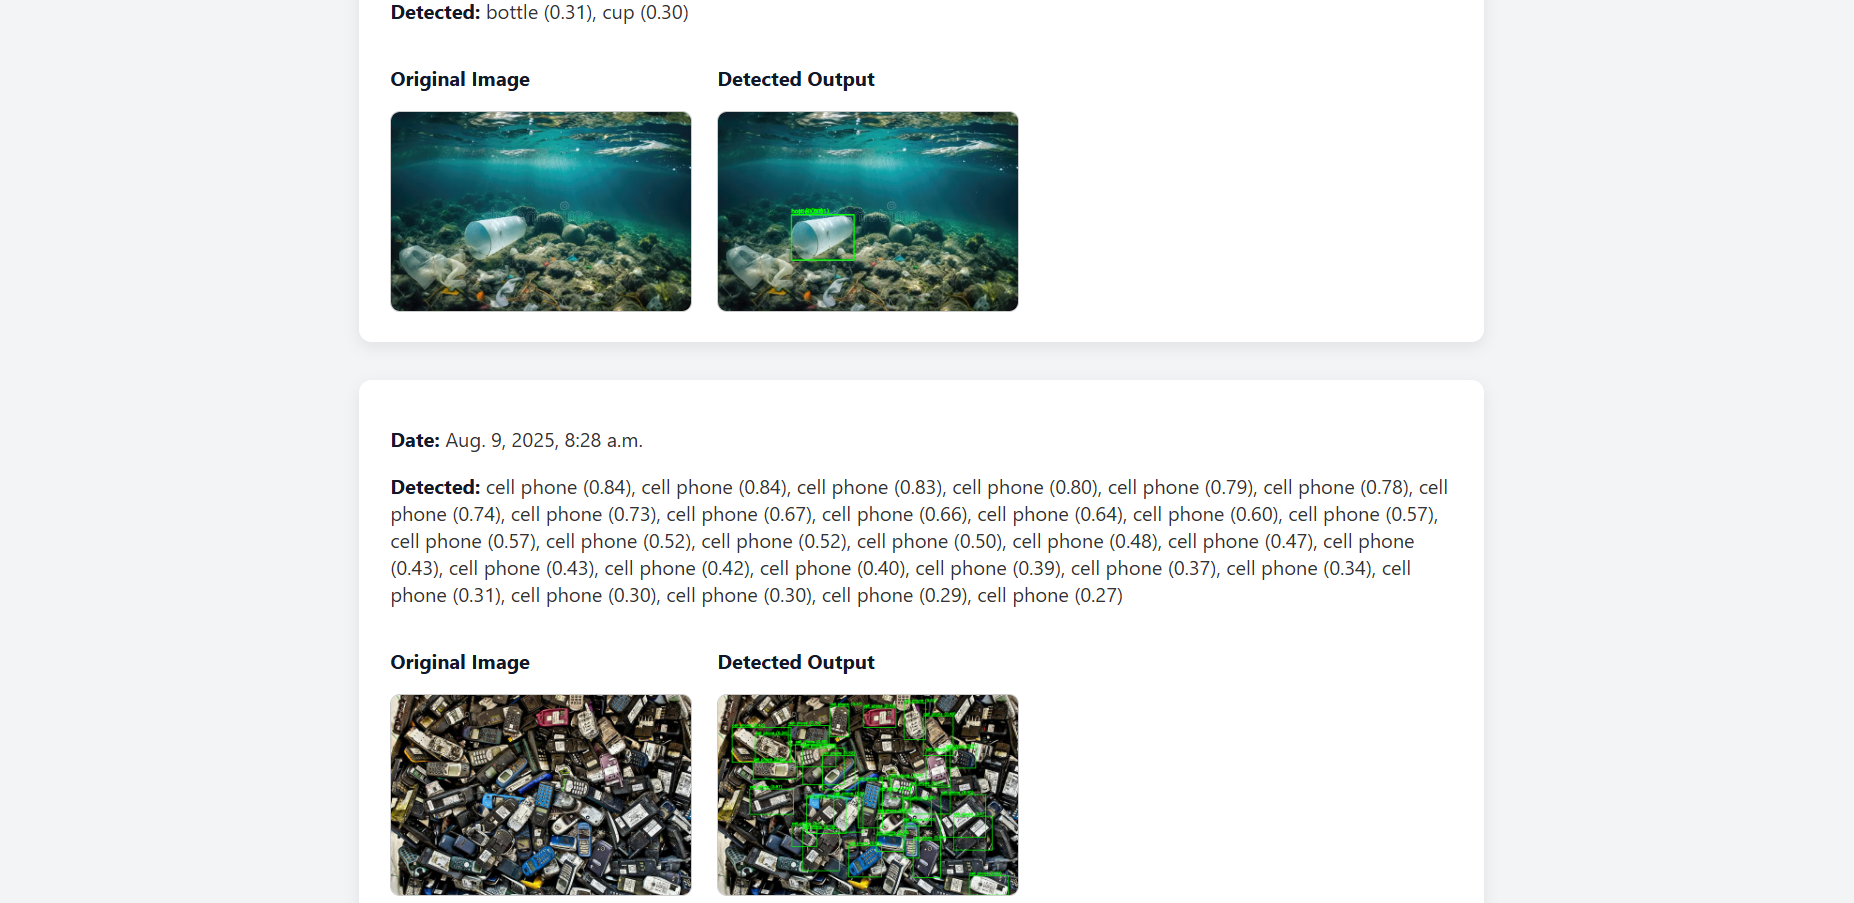 Detected: bottle (0.31), cup (0.30)
Original Image
Detected Output
Date: Aug. 9, 2025, 8:28 a.m.
Detected: cell phone (0.84), cell phone (0.84), cell phone (0.83), cell phone (0.80), cell phone (0.79), cell phone (0.78), cell
phone (0.74), cell phone (0.73), cell phone (0.67), cell phone (0.66), cell phone (0.64), cell phone (0.60), cell phone (0.57),
cell phone (0.57), cell phone (0.52), cell phone (0.52), cell phone (0.50), cell phone (0.48), cell phone (0.47), cell phone
(0.43), cell phone (0.43), cell phone (0.42), cell phone (0.40), cell phone (0.39), cell phone (0.37), cell phone (0.34), cell
phone (0.31), cell phone (0.30), cell phone (0.30), cell phone (0.29), cell phone (0.27)
Original Image
Detected Output